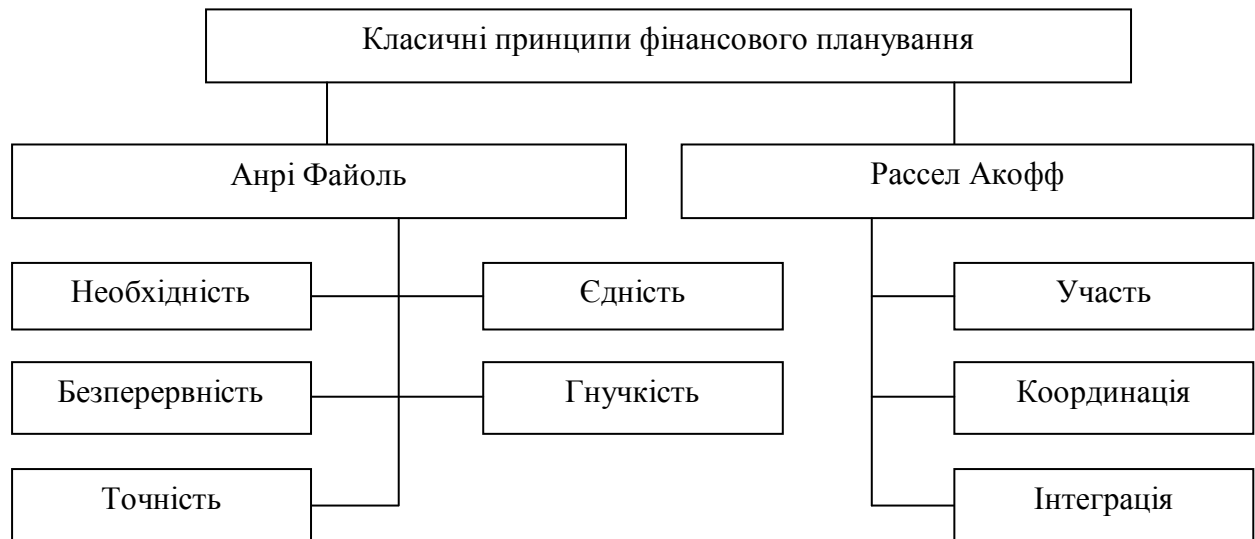 Класичні принципи фінансового планування
Анрі Файоль
Рассел Акофф
Необхідність
Єдність
Участь
Безперервність
Гнучкість
Координація
Точність
Інтеграція